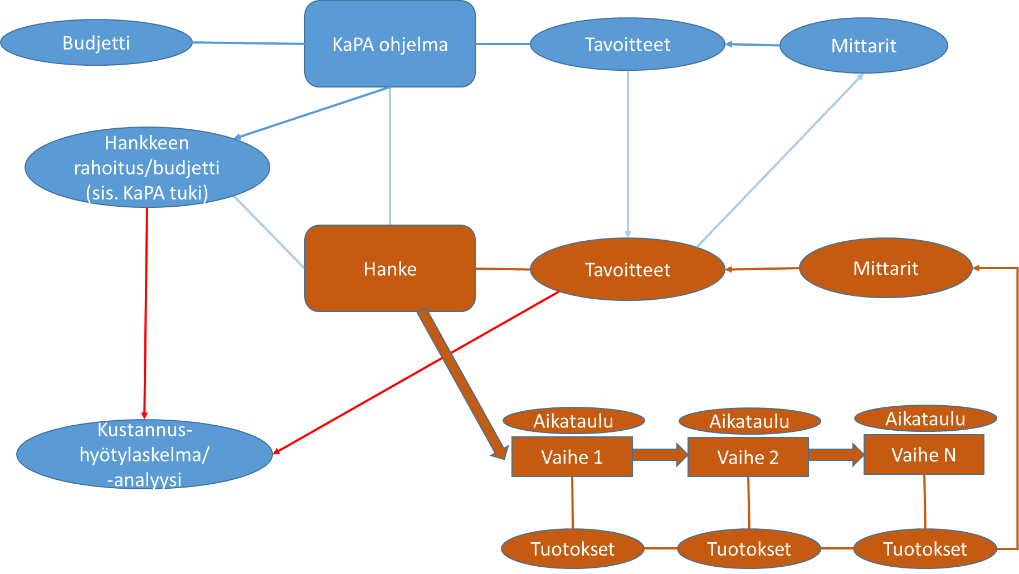 Budjetti
KaPA ohjelma
Tavoitteet
Mittarit
Hankkeen
rahoitus/budjetti
(sis. KaPA tuki)
Hanke
Tavoitteet
Mittarit
Kustannus-
hyötylaskelma/
-analyysi
Aikataulu
Aikataulu
Aikataulu
Vaihe 1
Vaihe 2
Vaihe N
Tuotokset
Tuotokset
Tuotokset